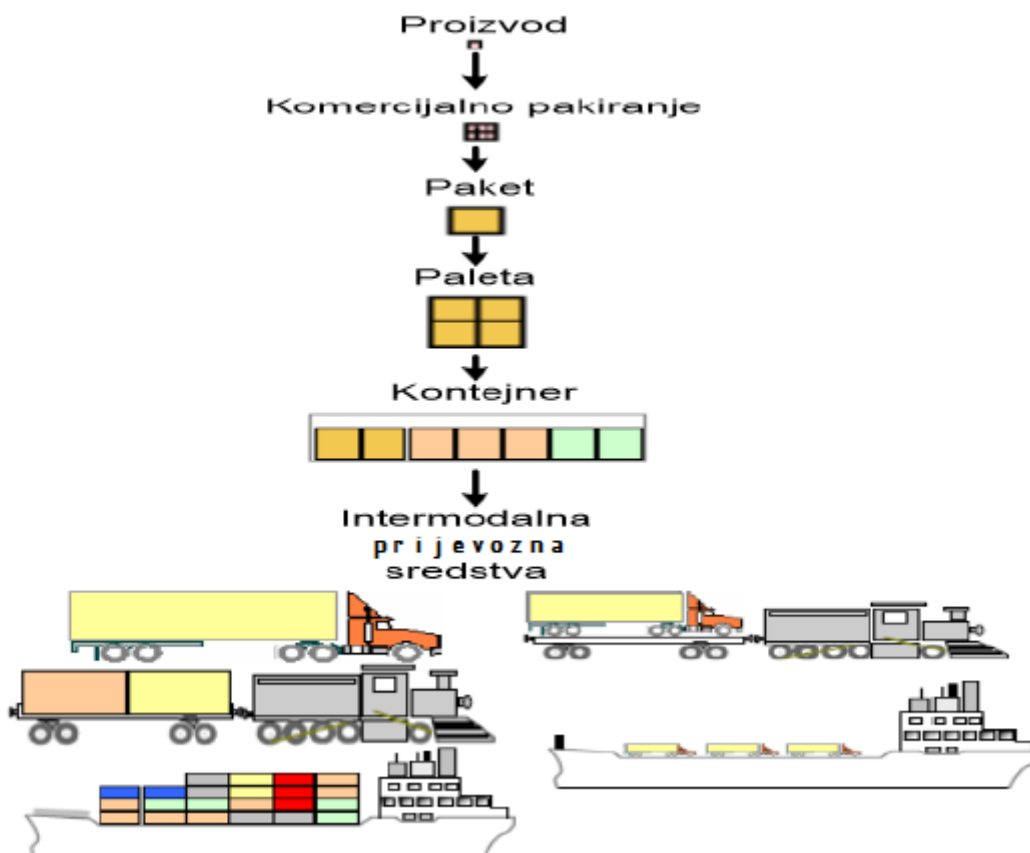 Proizvod
Komercijalno pakiranje
Paket
Paleta
Kontejner
Intermodalna
prijevozna
sredstva